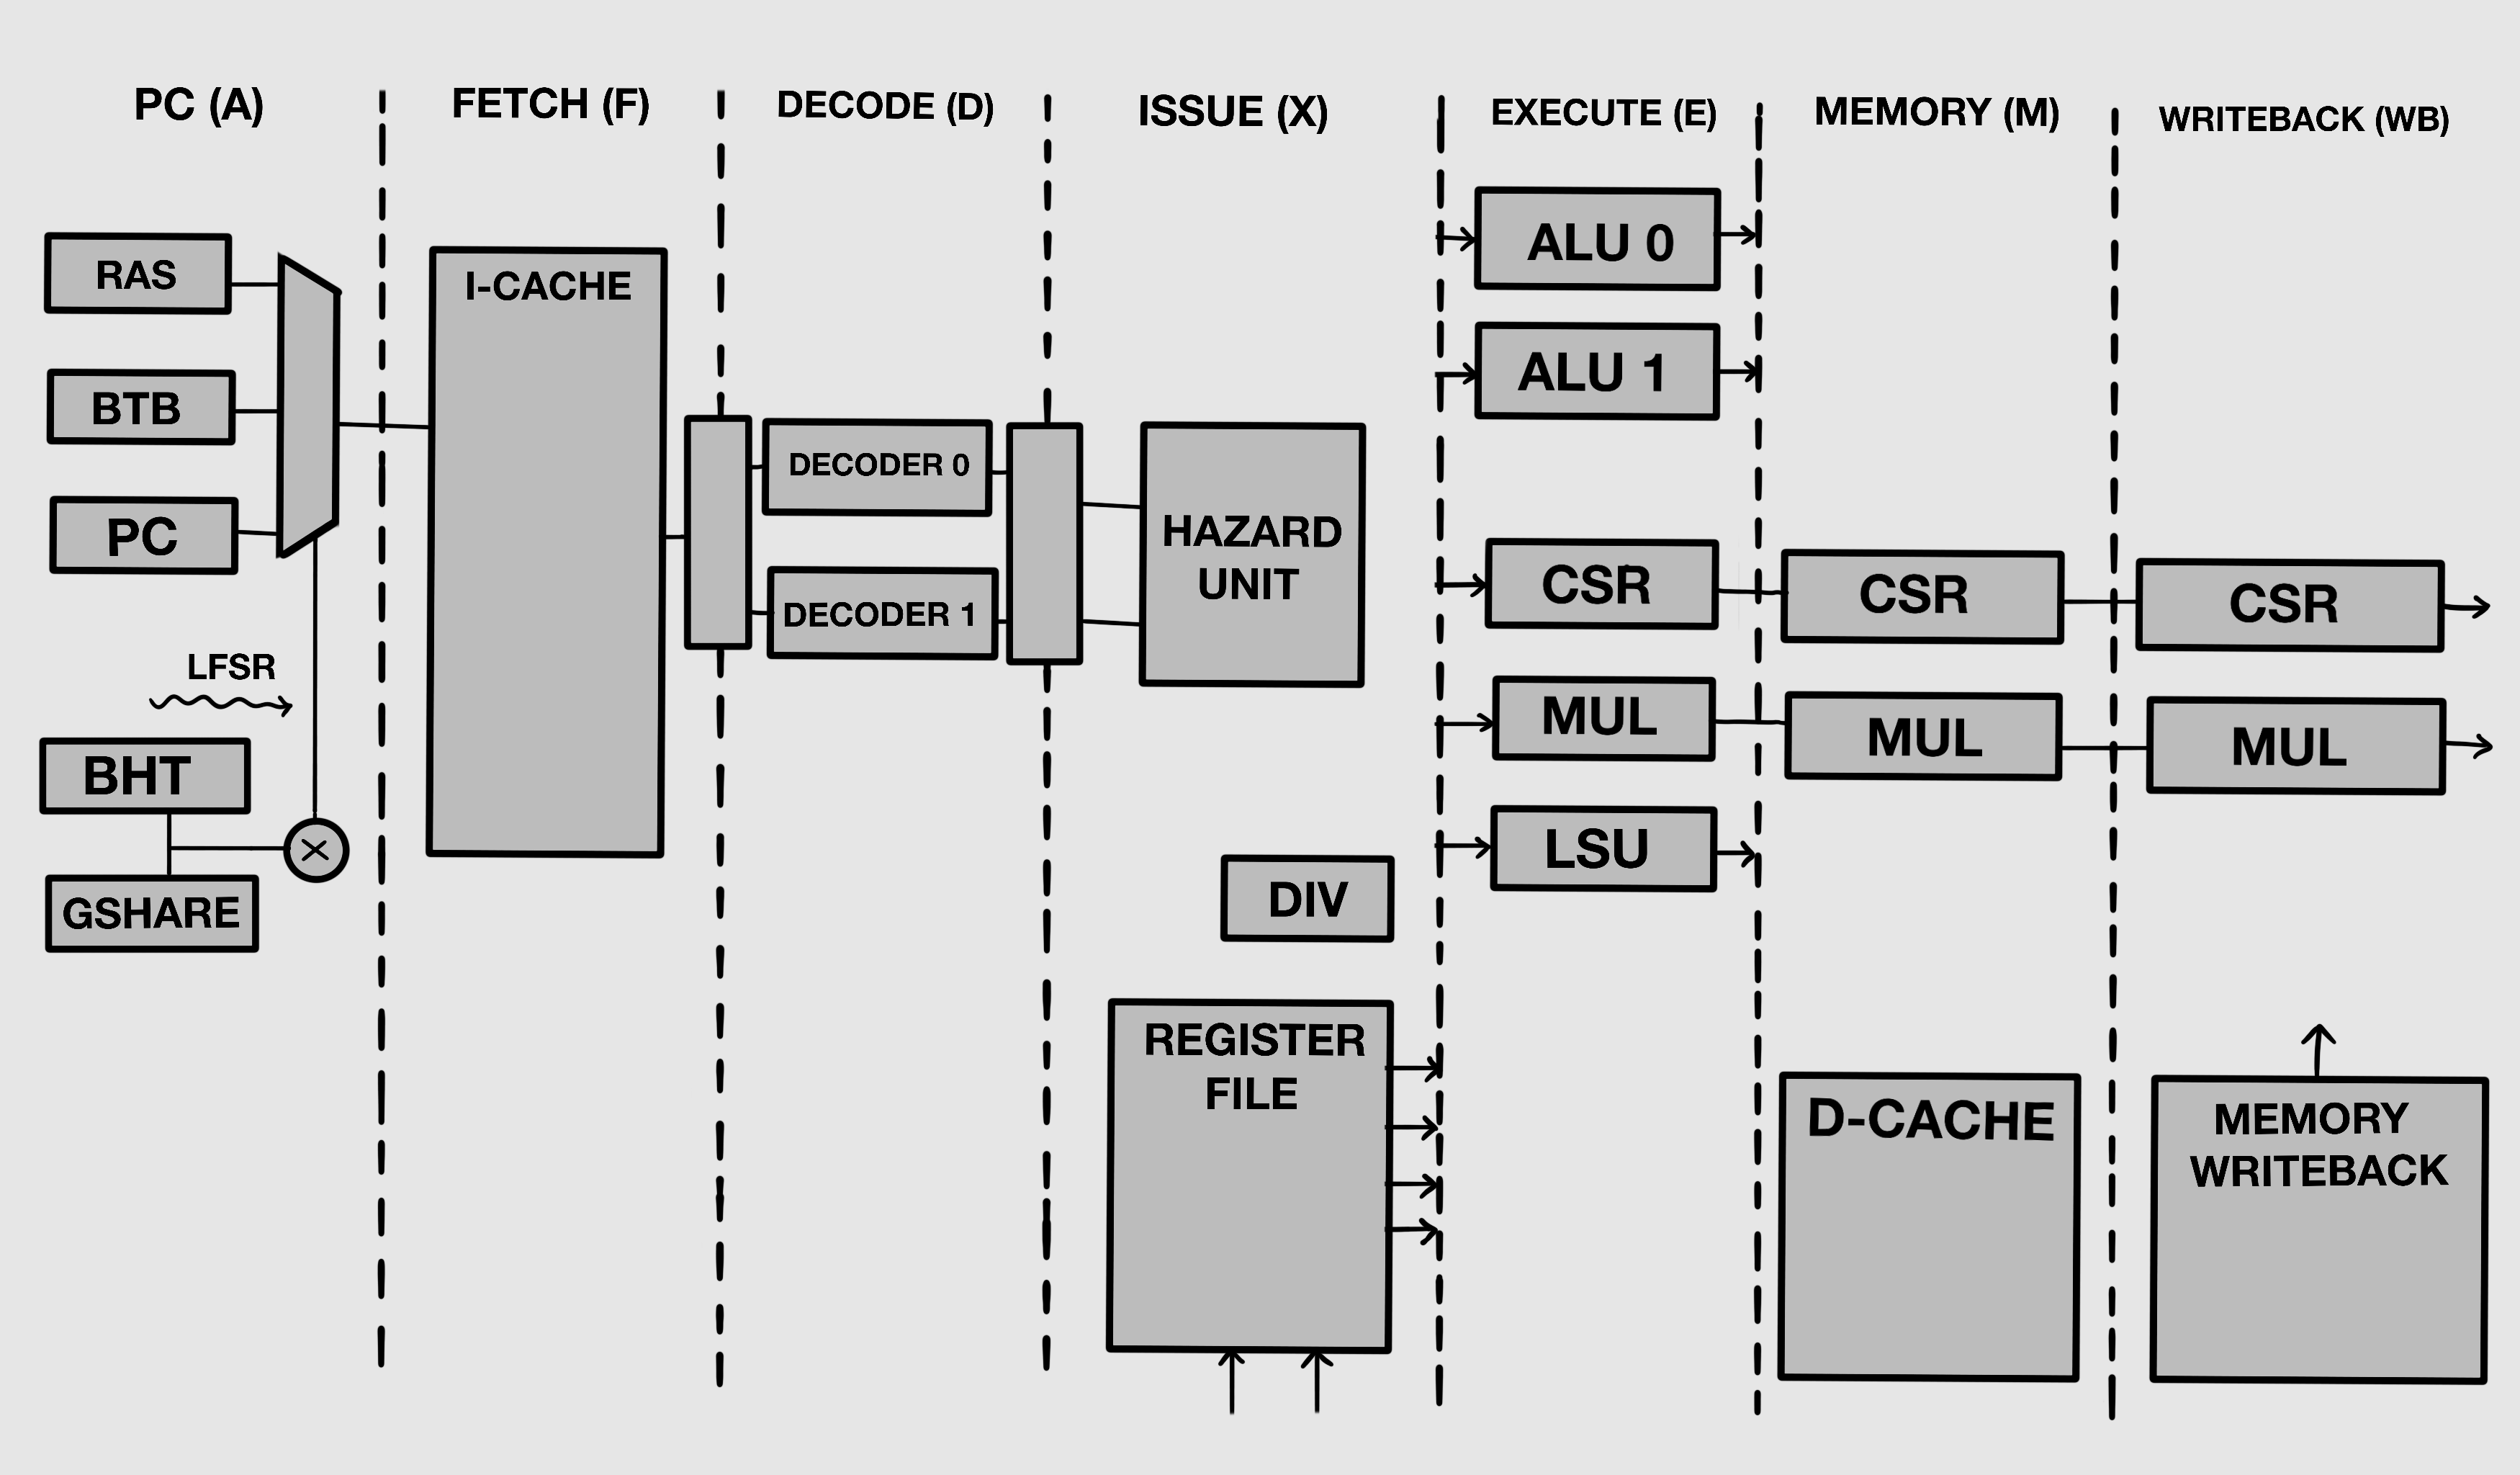 PC (A)
FETCH (F)
DECODE (D)
ISSUE (X)
EXECUTE (E)
MEMORY (M)
WRITEBACK (WB)
RAS
BTB
PC
LFSR
BHT
GSHARE
I-CACHE
DECODER 0
DECODER 1
HAZARD
UNIT
DIV
REGISTER
FILE
ALU 0
ALU 1
CSR
MUL
LSU
CSR
MUL
D-CACHE
CSR
MUL
MEMORY
WRITEBACK